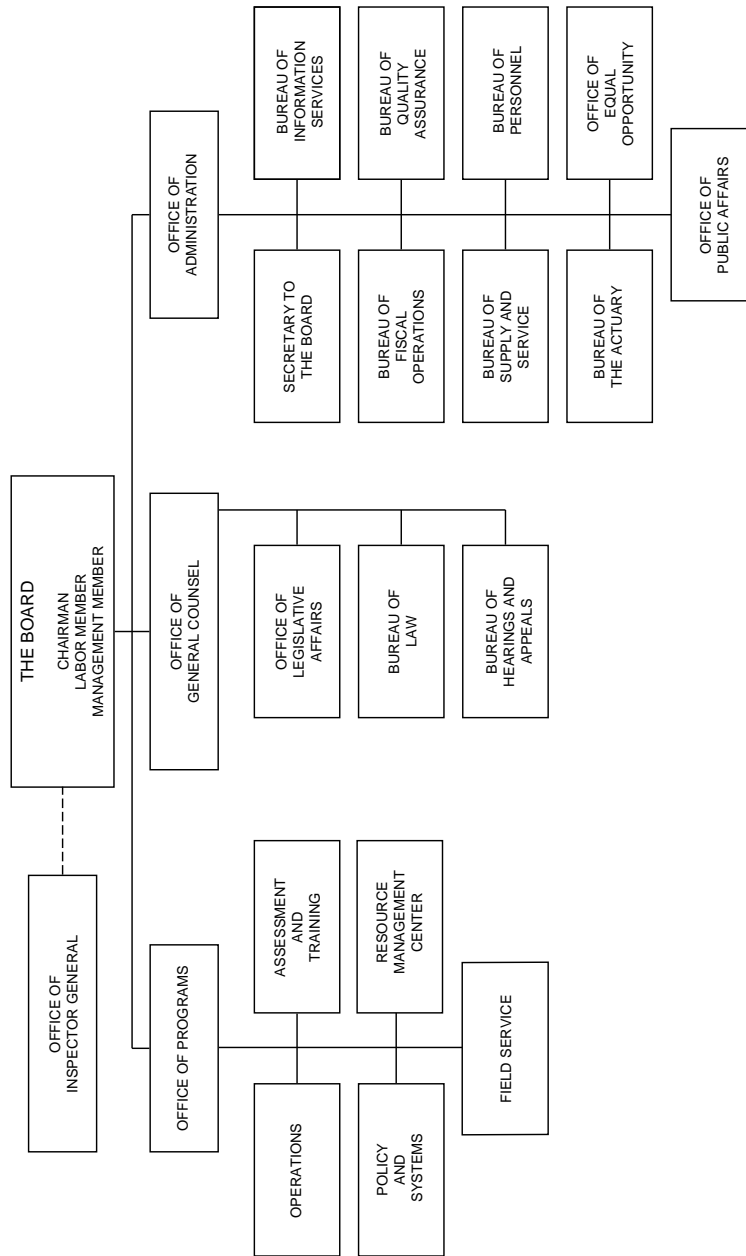 THE BOARD
CHAIRMAN
LABOR MEMBER
MANAGEMENT MEMBER
OFFICE OF
INSPECTOR GENERAL
OFFICE OF PROGRAMS
OFFICE OF
GENERAL COUNSEL
OFFICE OF
ADMINISTRATION
OPERATIONS
ASSESSMENT
AND
TRAINING
POLICY
AND
SYSTEMS
RESOURCE
MANAGEMENT
CENTER
FIELD SERVICE
OFFICE OF
LEGISLATIVE
AFFAIRS
BUREAU OF
LAW
BUREAU OF
HEARINGS AND
APPEALS
SECRETARY TO
THE BOARD
BUREAU OF
INFORMATION
SERVICES
BUREAU OF
FISCAL
OPERATIONS
BUREAU OF
QUALITY
ASSURANCE
BUREAU OF
SUPPLY AND
SERVICE
BUREAU OF
PERSONNEL
BUREAU OF
THE ACTUARY
OFFICE OF
EQUAL
OPPORTUNITY
OFFICE OF
PUBLIC AFFAIRS